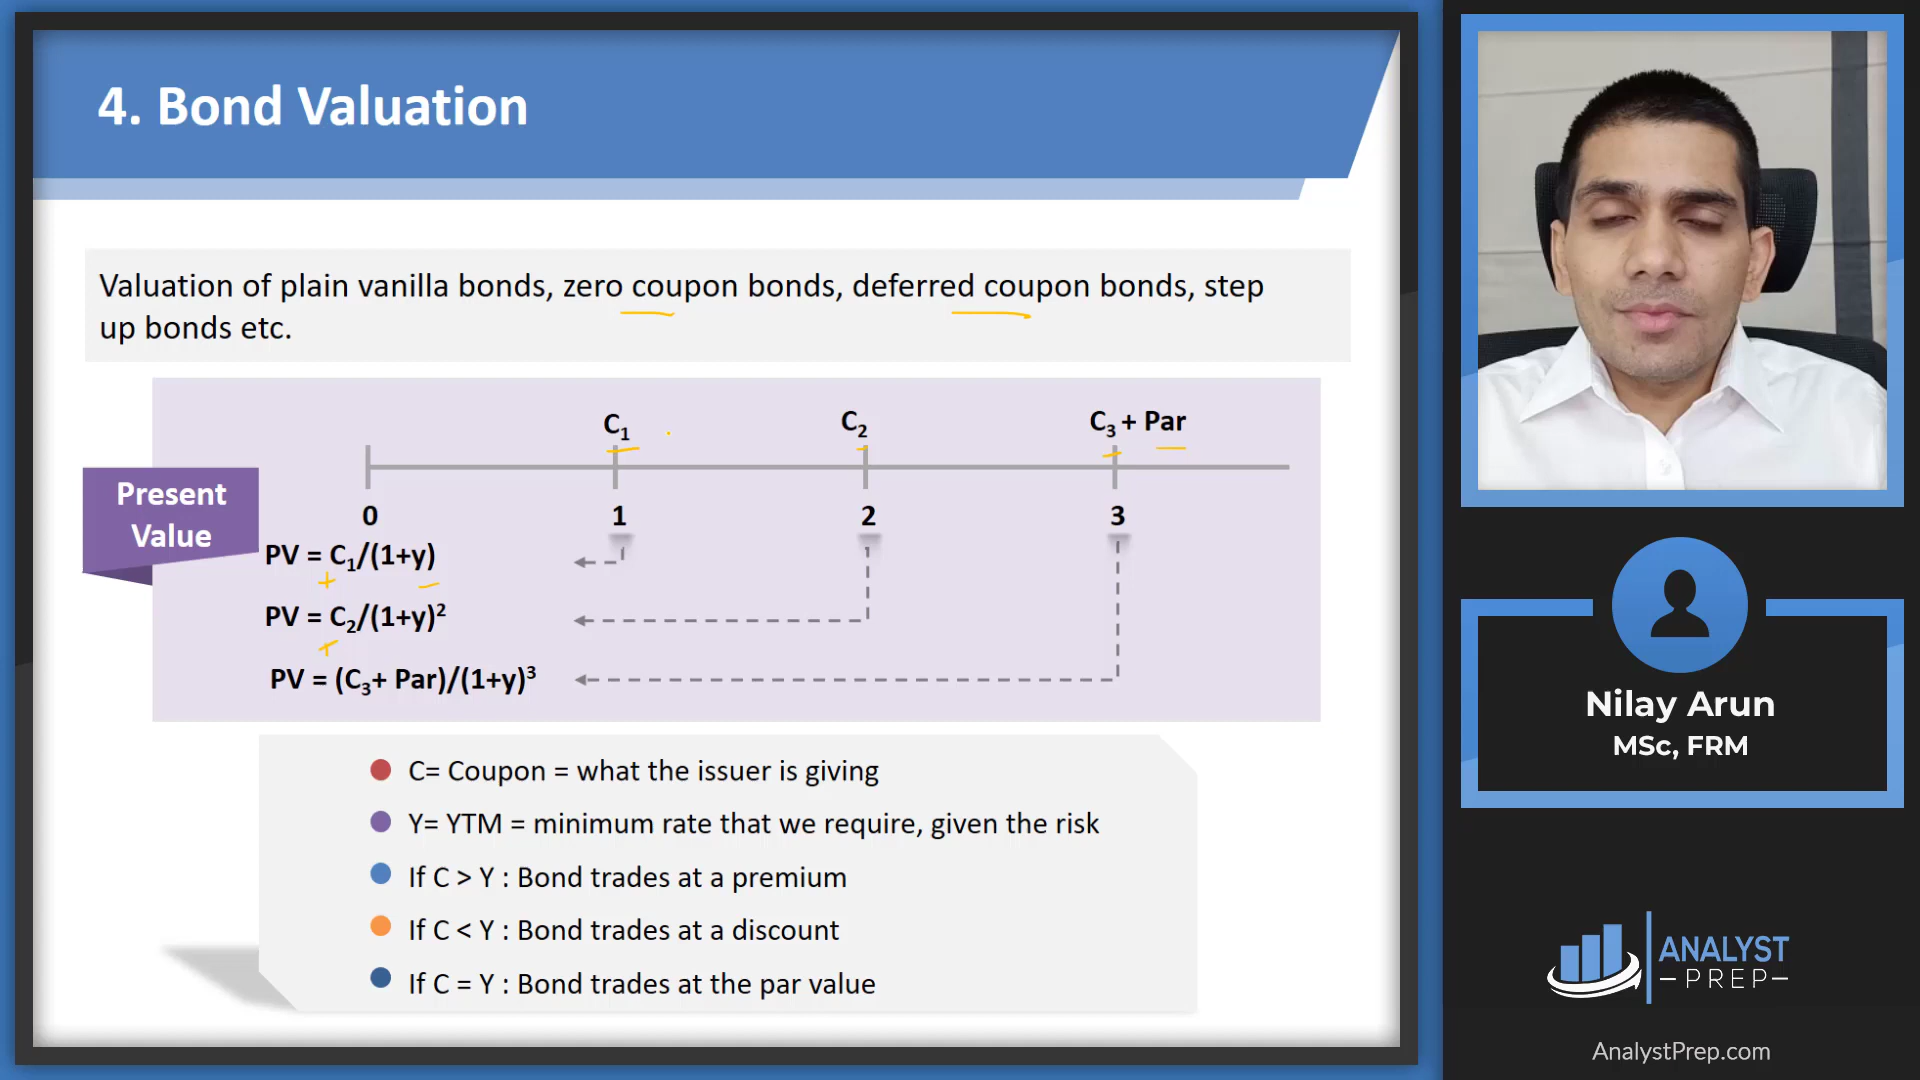 4. Bond Valuation
Valuation of plain vanilla bonds, zero coupon bonds, deferred coupon bonds, step
up bonds etc.
C₁
C₂
C₃ + Par
Present
Value
0
1
2
3
PV = C₁/(1+y)
PV = C₂/(1+y)²
PV = (C₃+ Par)/(1+y)³
C= Coupon = what the issuer is giving
Y= YTM = minimum rate that we require, given the risk
If C > Y : Bond trades at a premium
If C < Y : Bond trades at a discount
If C = Y : Bond trades at the par value
Nilay Arun
MSc, FRM
ANALYST
PREP
AnalystPrep.com